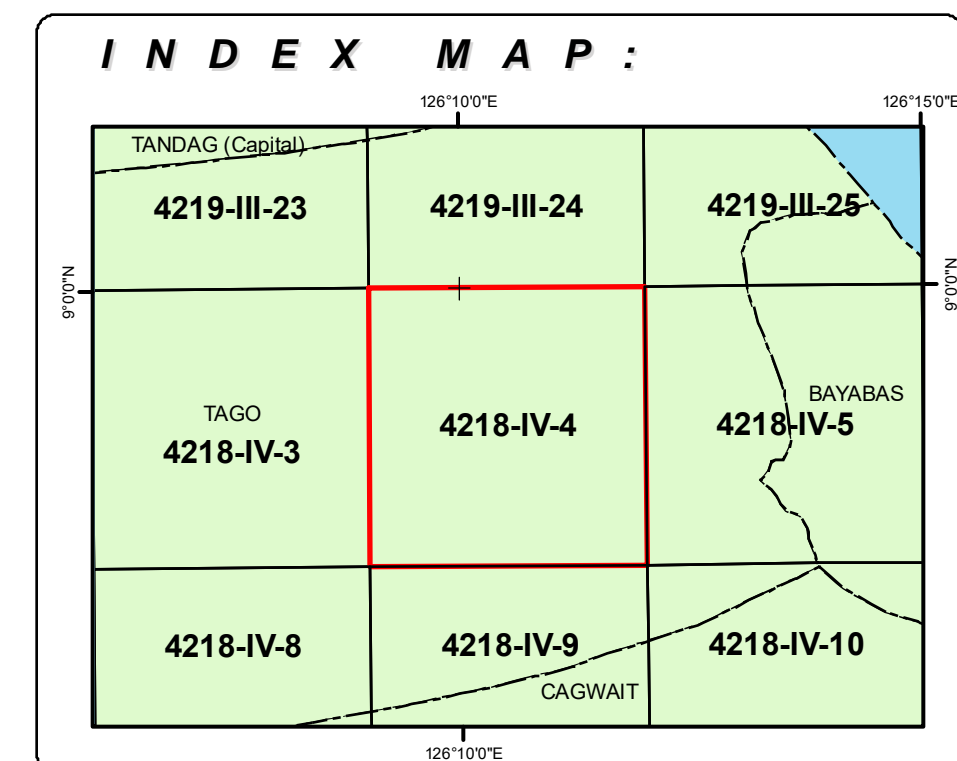 INDEX MAP:
126°10'0"E
126°15'0"E
TANDAG (Capital)
4219-III-23
4219-III-24
4219-III-25
9°0'0"N
9°0'0"N
TAGO
4218-IV-3
4218-IV-4
BAYABAS
4218-IV-5
4218-IV-8
4218-IV-9
4218-IV-10
CAGWAIT
126°10'0"E